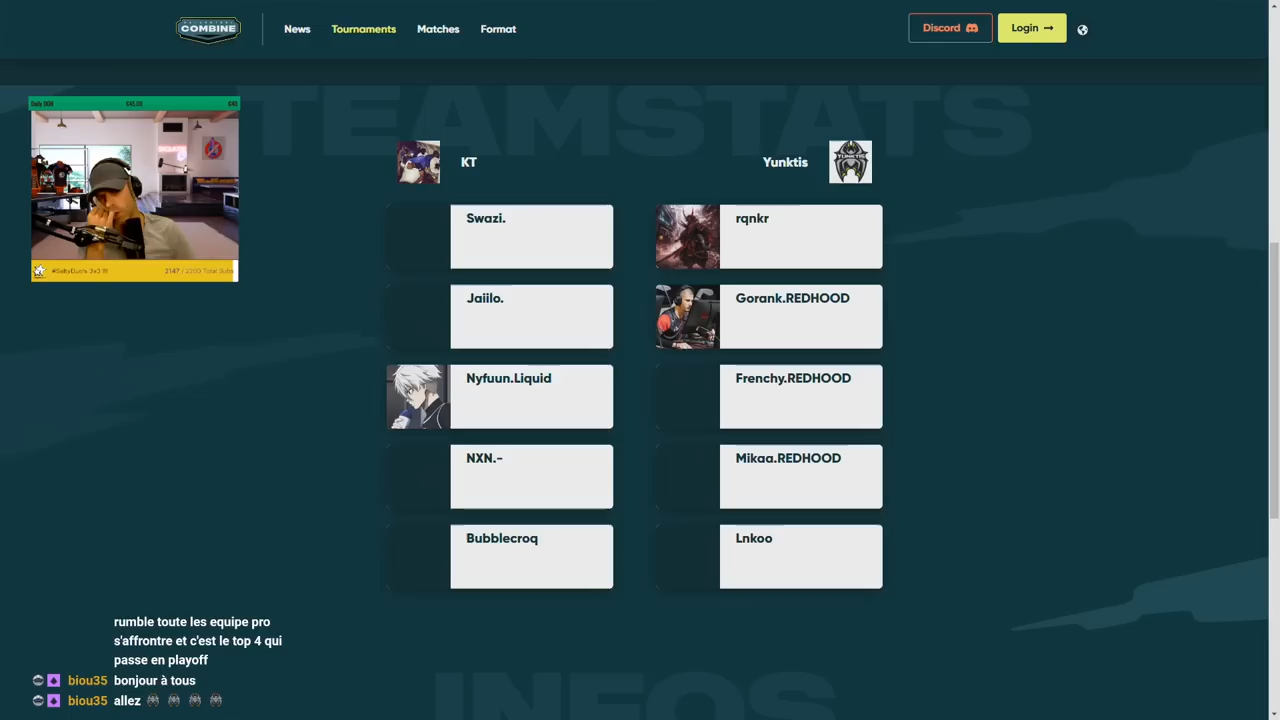 COMBINE
News
Tournaments
Matches
Format
Discord
Login
TEAMSTATS
KT
Yunktis
Swazi.
rqnkr
Jaiilo.
Gorank.REDHOOD
Nyfuun.Liquid
Frenchy.REDHOOD
NXN.-
Mikaa.REDHOOD
Bubblecroq
Lnkoo
INFOS
rumble toute les equipe pro
s'affrontre et c'est le top 4 qui
passe en playoff
biou35 bonjour à tous
biou35 allez